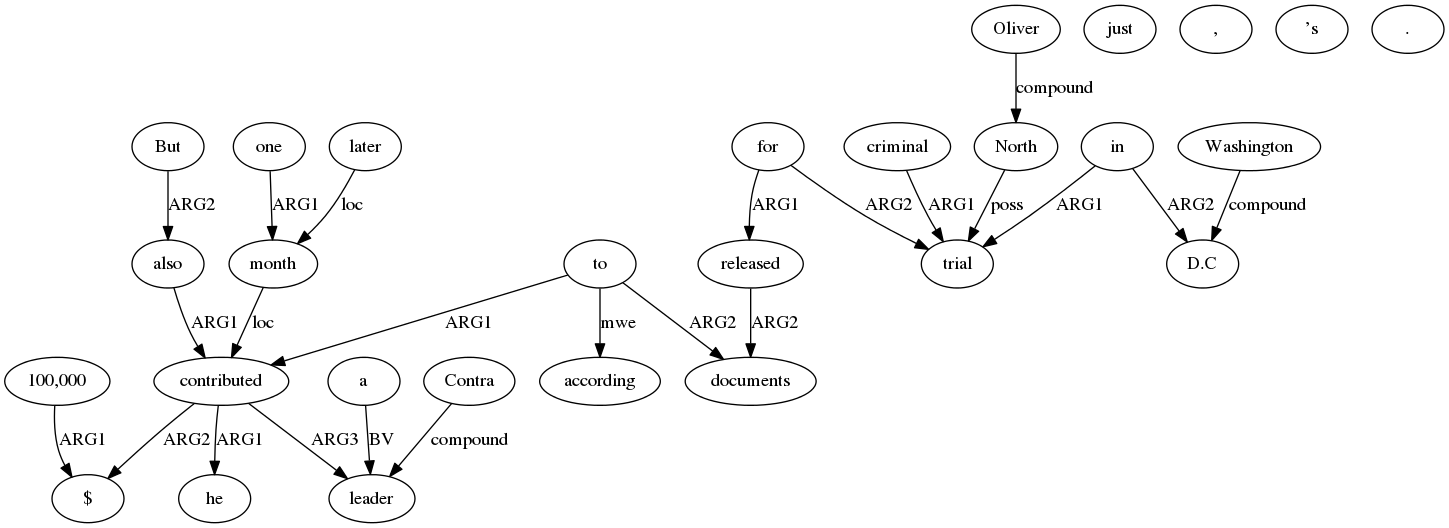 Oliver just , ’s .
compound
But one later for criminal North in Washington
ARG2 ARG1 loc ARG1 ARG2 ARG1 poss ARG1 ARG2 compound
also month to released trial D.C
ARG1 loc ARG1 mwe ARG2 ARG2
100,000 contributed a Contra according documents
ARG1 ARG2 ARG1 ARG3 BV compound
$ he leader